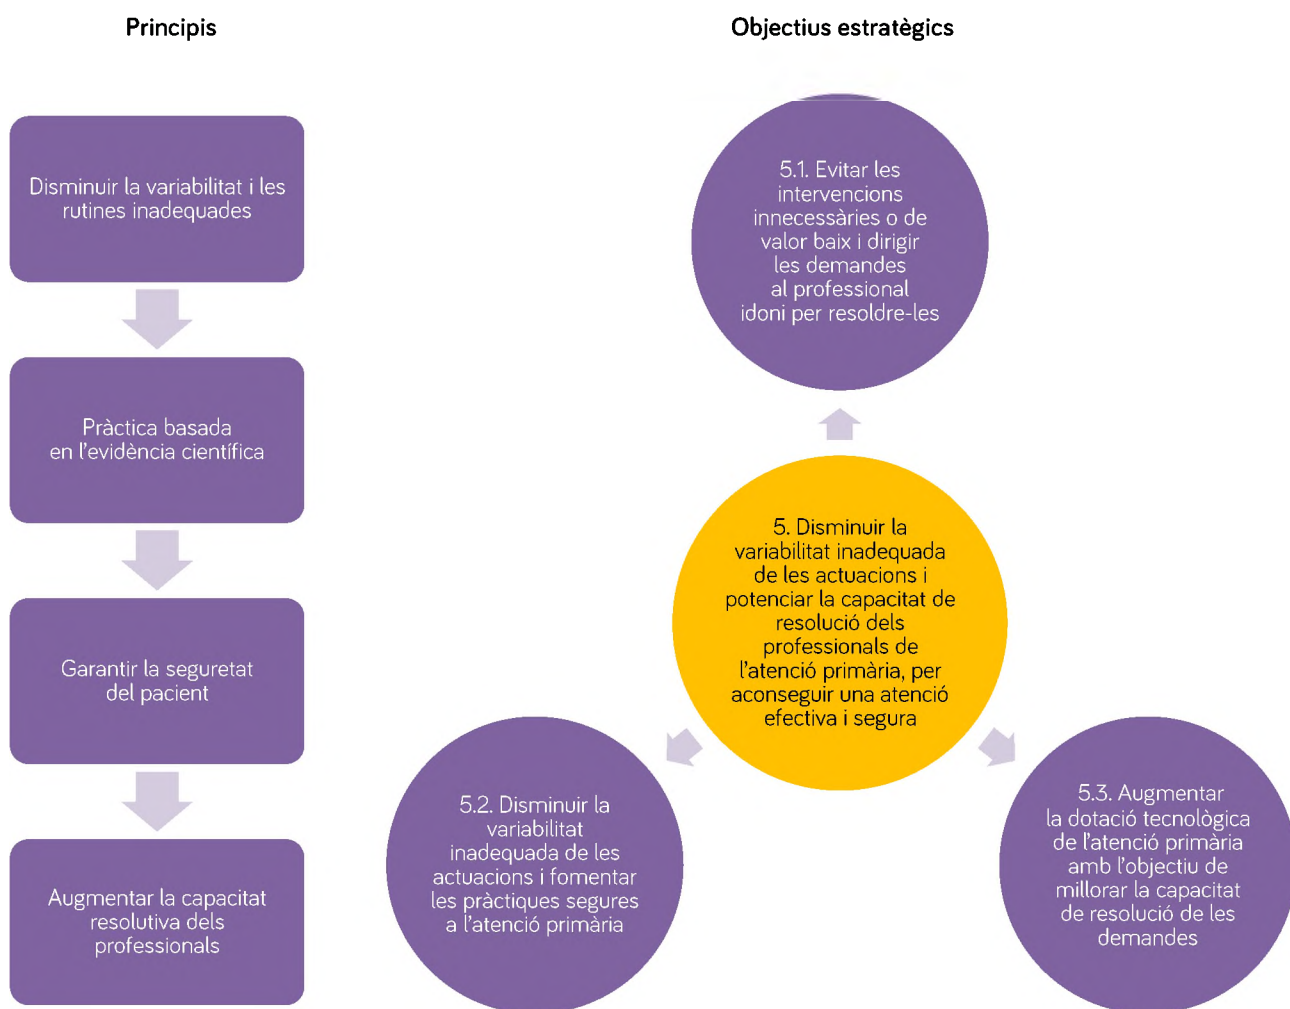 Principis
Disminuir la variabilitat i les
rutines inadequades
Pràctica basada
en l'evidència científica
Garantir la seguretat
del pacient
Augmentar la capacitat
resolutiva dels
professionals
Objectius estratègics
5.1. Evitar les
intervencions
innecessàries o de
valor baix i dirigir
les demandes
al professional
idoni per resoldre-les
5. Disminuir la
variabilitat inadequada
de les actuacions i
potenciar la capacitat de
resolució dels
professionals de
l'atenció primària, per
aconseguir una atenció
efectiva i segura
5.2. Disminuir la
variabilitat
inadequada de les
actuacions i fomentar
les pràctiques segures
a l'atenció primària
5.3. Augmentar
la dotació tecnològica
de l'atenció primària
amb l'objectiu de
millorar la capacitat
de resolució de les
demandes